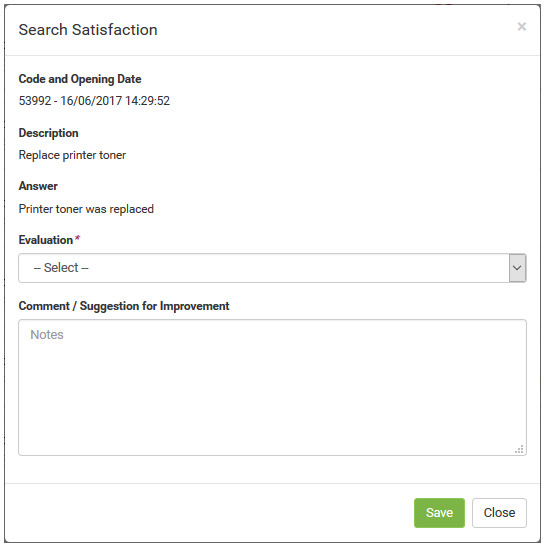 Search Satisfaction
×
Code and Opening Date
53992 - 16/06/2017 14:29:52
Description
Replace printer toner
Answer
Printer toner was replaced
Evaluation *
-- Select --
Comment / Suggestion for Improvement
Notes
Save Close